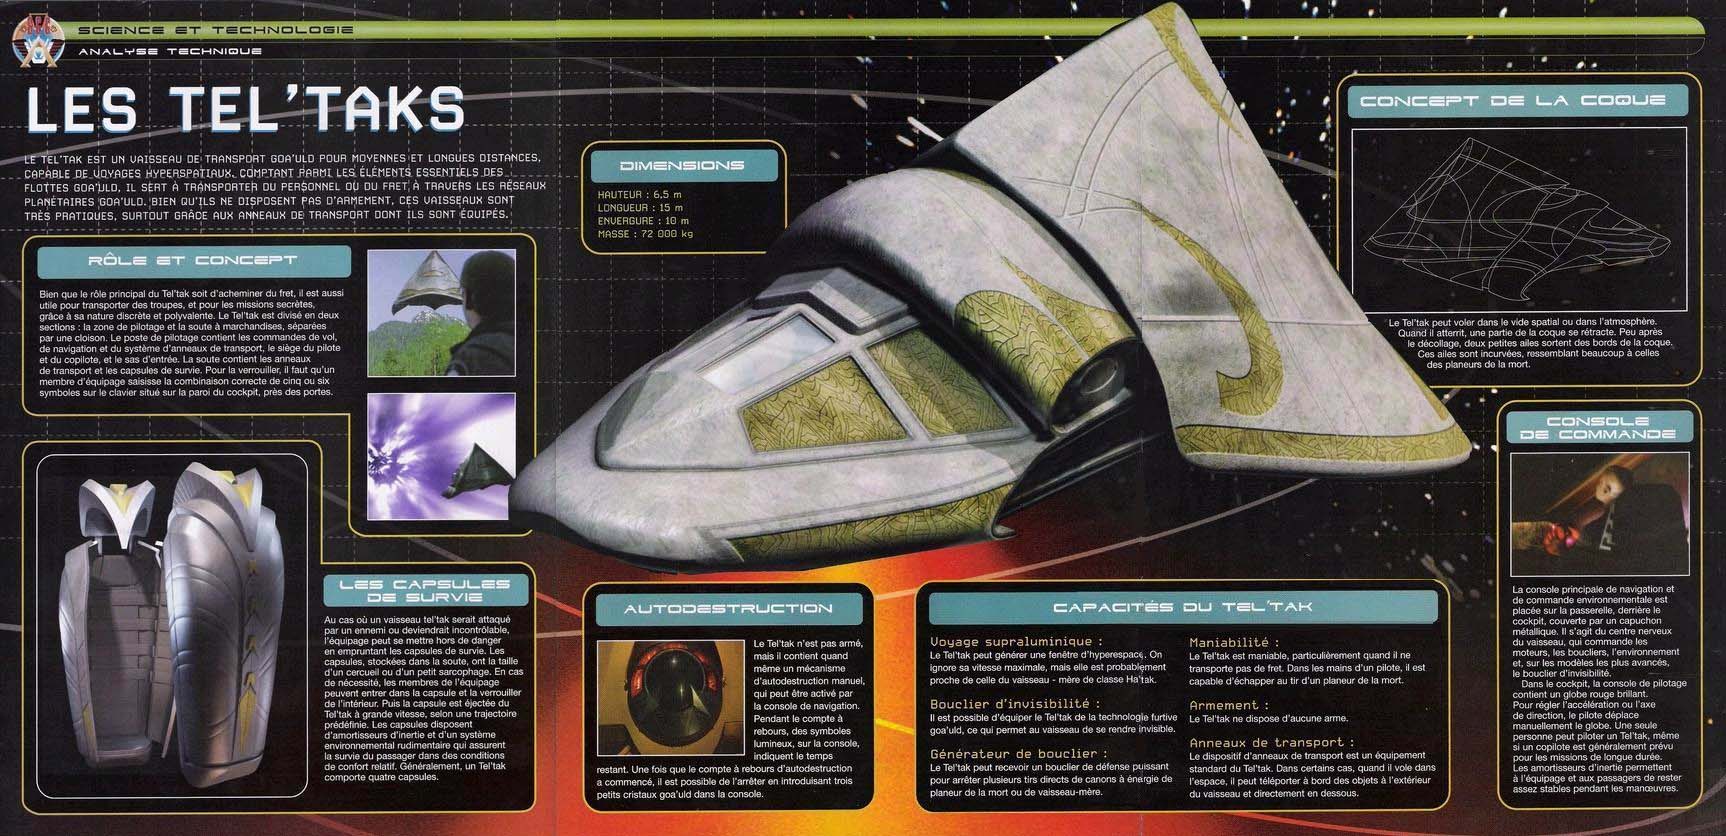 SCIENCE ET TECHNOLOGIE
ANALYSE TECHNIQUE
LES TEL'TAKS
LE TEL'TAK EST UN VAISSEAU DE TRANSPORT GOA'ULD POUR MOYENNES ET LONGUES DISTANCES,
CAPABLE DE VOYAGES HYPERSPATIAUX. COMPTANT PARMI LES ÉLÉMENTS ESSENTIELS DES
FLOTTES GOA'ULD, IL SERT À TRANSPORTER DU PERSONNEL OU DU FRET À TRAVERS LES RÉSEAUX
PLANÉTAIRES GOA'ULD. BIEN QU'ILS NE DISPOSENT PAS D'ARMEMENT, CES VAISSEAUX SONT
TRÈS PRATIQUES, SURTOUT GRÂCE AUX ANNEAUX DE TRANSPORT DONT ILS SONT ÉQUIPÉS.
RÔLE ET CONCEPT
Bien que le rôle principal du Tel'tak soit d'acheminer du fret, il est aussi
utile pour transporter des troupes, et pour les missions secrètes,
grâce à sa nature discrète et polyvalente. Le Tel'tak est divisé en deux
sections : la zone de pilotage et la soute à marchandises, séparées
par une cloison. Le poste de pilotage contient les commandes de vol,
de navigation et du système d'anneaux de transport, le siège du pilote
et du copilote, et le sas d'entrée. La soute contient les anneaux
de transport et les capsules de survie. Pour la verrouiller, il faut qu'un
membre d'équipage saisisse la combinaison correcte de cinq ou six
symboles sur le clavier situé sur la paroi du cockpit, près des portes.
LES CAPSULES
DE SURVIE
Au cas où un vaisseau tel'tak serait attaqué
par un ennemi ou deviendrait incontrôlable,
l'équipage peut se mettre hors de danger
en empruntant les capsules de survie. Les
capsules, stockées dans la soute, ont la taille
d'un cercueil ou d'un petit sarcophage. En cas
de nécessité, les membres de l'équipage
peuvent entrer dans la capsule et la verrouiller
de l'intérieur. Puis la capsule est éjectée du
Tel'tak à grande vitesse, selon une trajectoire
prédéfinie. Les capsules disposent
d'amortisseurs d'inertie et d'un système
environnemental rudimentaire qui assurent
la survie du passager dans des conditions
de confort relatif. Généralement, un Tel'tak
comporte quatre capsules.
DIMENSIONS
HAUTEUR : 6,5 m
LONGUEUR : 15 m
ENVERGURE : 10 m
MASSE : 72 000 kg
AUTODESTRUCTION
Le Tel'tak n'est pas armé,
mais il contient quand
même un mécanisme
d'autodestruction manuel,
qui peut être activé par
la console de navigation.
Pendant le compte à
rebours, des symboles
lumineux, sur la console,
indiquent le temps
restant. Une fois que le compte à rebours d'autodestruction
a commencé, il est possible de l'arrêter en introduisant trois
petits cristaux goa'uld dans la console.
CAPACITÉS DU TEL'TAK
Voyage supraluminique :
Le Tel'tak peut générer une fenêtre d'hyperespace. On
ignore sa vitesse maximale, mais elle est probablement
proche de celle du vaisseau - mère de classe Ha'tak.
Bouclier d'invisibilité :
Il est possible d'équiper le Tel'tak de la technologie furtive
goa'uld, ce qui permet au vaisseau de se rendre invisible.
Générateur de bouclier :
Le Tel'tak peut recevoir un bouclier de défense puissant
pour arrêter plusieurs tirs directs de canons à énergie de
planeur de la mort ou de vaisseau-mère.
Maniabilité :
Le Tel'tak est maniable, particulièrement quand il ne
transporte pas de fret. Dans les mains d'un pilote, il est
capable d'échapper au tir d'un planeur de la mort.
Armement :
Le Tel'tak ne dispose d'aucune arme.
Anneaux de transport :
Le dispositif d'anneaux de transport est un équipement
standard du Tel'tak. Dans certains cas, quand il vole dans
l'espace, il peut téléporter à bord des objets à l'extérieur
du vaisseau et directement en dessous.
CONCEPT DE LA COQUE
Le Tel'tak peut voler dans le vide spatial ou dans l'atmosphère.
Quand il atterrit, une partie de la coque se rétracte. Peu après
le décollage, deux petites ailes sortent des bords de la coque.
Ces ailes sont incurvées, ressemblant beaucoup à celles
des planeurs de la mort.
CONSOLE
DE COMMANDE
La console principale de navigation et
de commande environnementale est
placée sur la passerelle, derrière le
cockpit, couverte par un capuchon
métallique. Il s'agit du centre nerveux
du vaisseau, qui commande les
moteurs, les boucliers, l'environnement
et, sur les modèles les plus avancés,
le bouclier d'invisibilité.
Dans le cockpit, la console de pilotage
contient un globe rouge brillant.
Pour régler l'accélération ou l'axe
de direction, le pilote déplace
manuellement le globe. Une seule
personne peut piloter un Tel'tak, même
si un copilote est généralement prévu
pour les missions de longue durée.
Les amortisseurs d'inertie permettent
à l'équipage et aux passagers de rester
assez stables pendant les manœuvres.